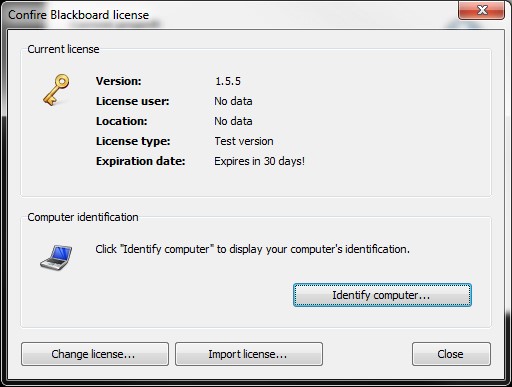 Confire Blackboard license
Current license
Version: 1.5.5
License user: No data
Location: No data
License type: Test version
Expiration date: Expires in 30 days!
Computer identification
Click "Identify computer" to display your computer's identification.
Identify computer...
Change license... Import license... Close